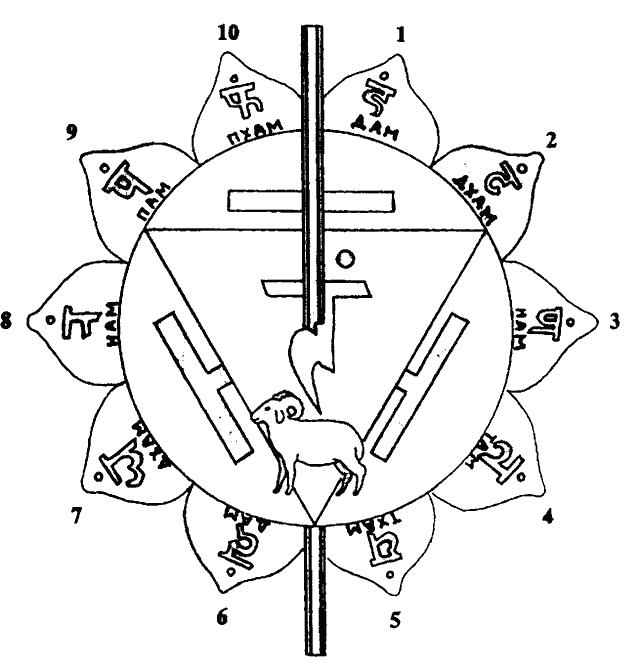 1
डं
ДАМ
2
ढं
ДХАМ
3
णं
НАМ
4
तं
ТАМ
5
थं
ТХАМ
6
दं
ДАМ
7
धं
ДХАМ
8
नं
НАМ
9
पं
ПАМ
10
फं
ПХАМ
रं